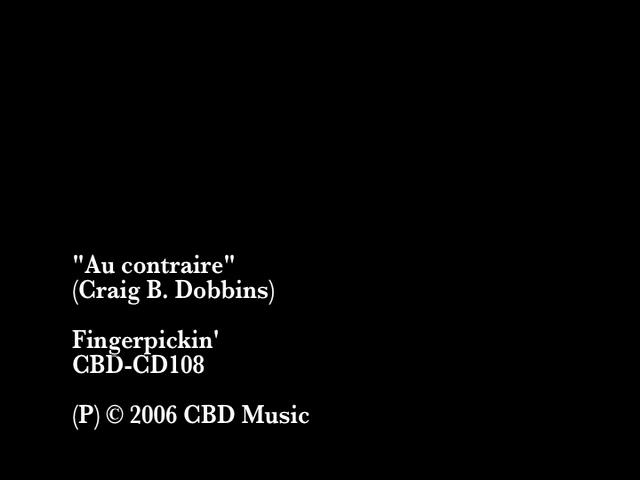 "Au contraire"
(Craig B. Dobbins)
Fingerpickin'
CBD-CD108
(P) © 2006 CBD Music